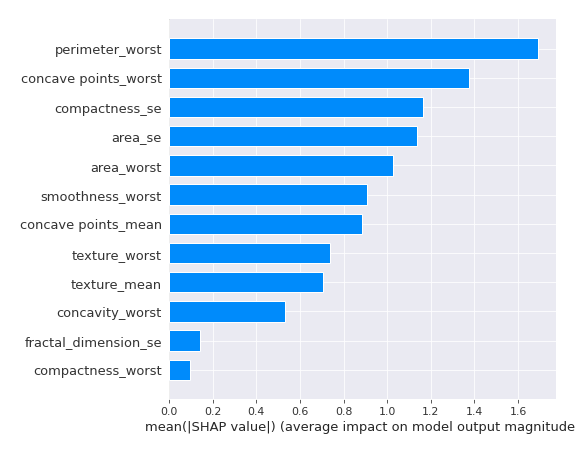 perimeter_worst
concave points_worst
compactness_se
area_se
area_worst
smoothness_worst
concave points_mean
texture_worst
texture_mean
concavity_worst
fractal_dimension_se
compactness_worst
0.0 0.2 0.4 0.6 0.8 1.0 1.2 1.4 1.6
mean(|SHAP value|) (average impact on model output magnitude